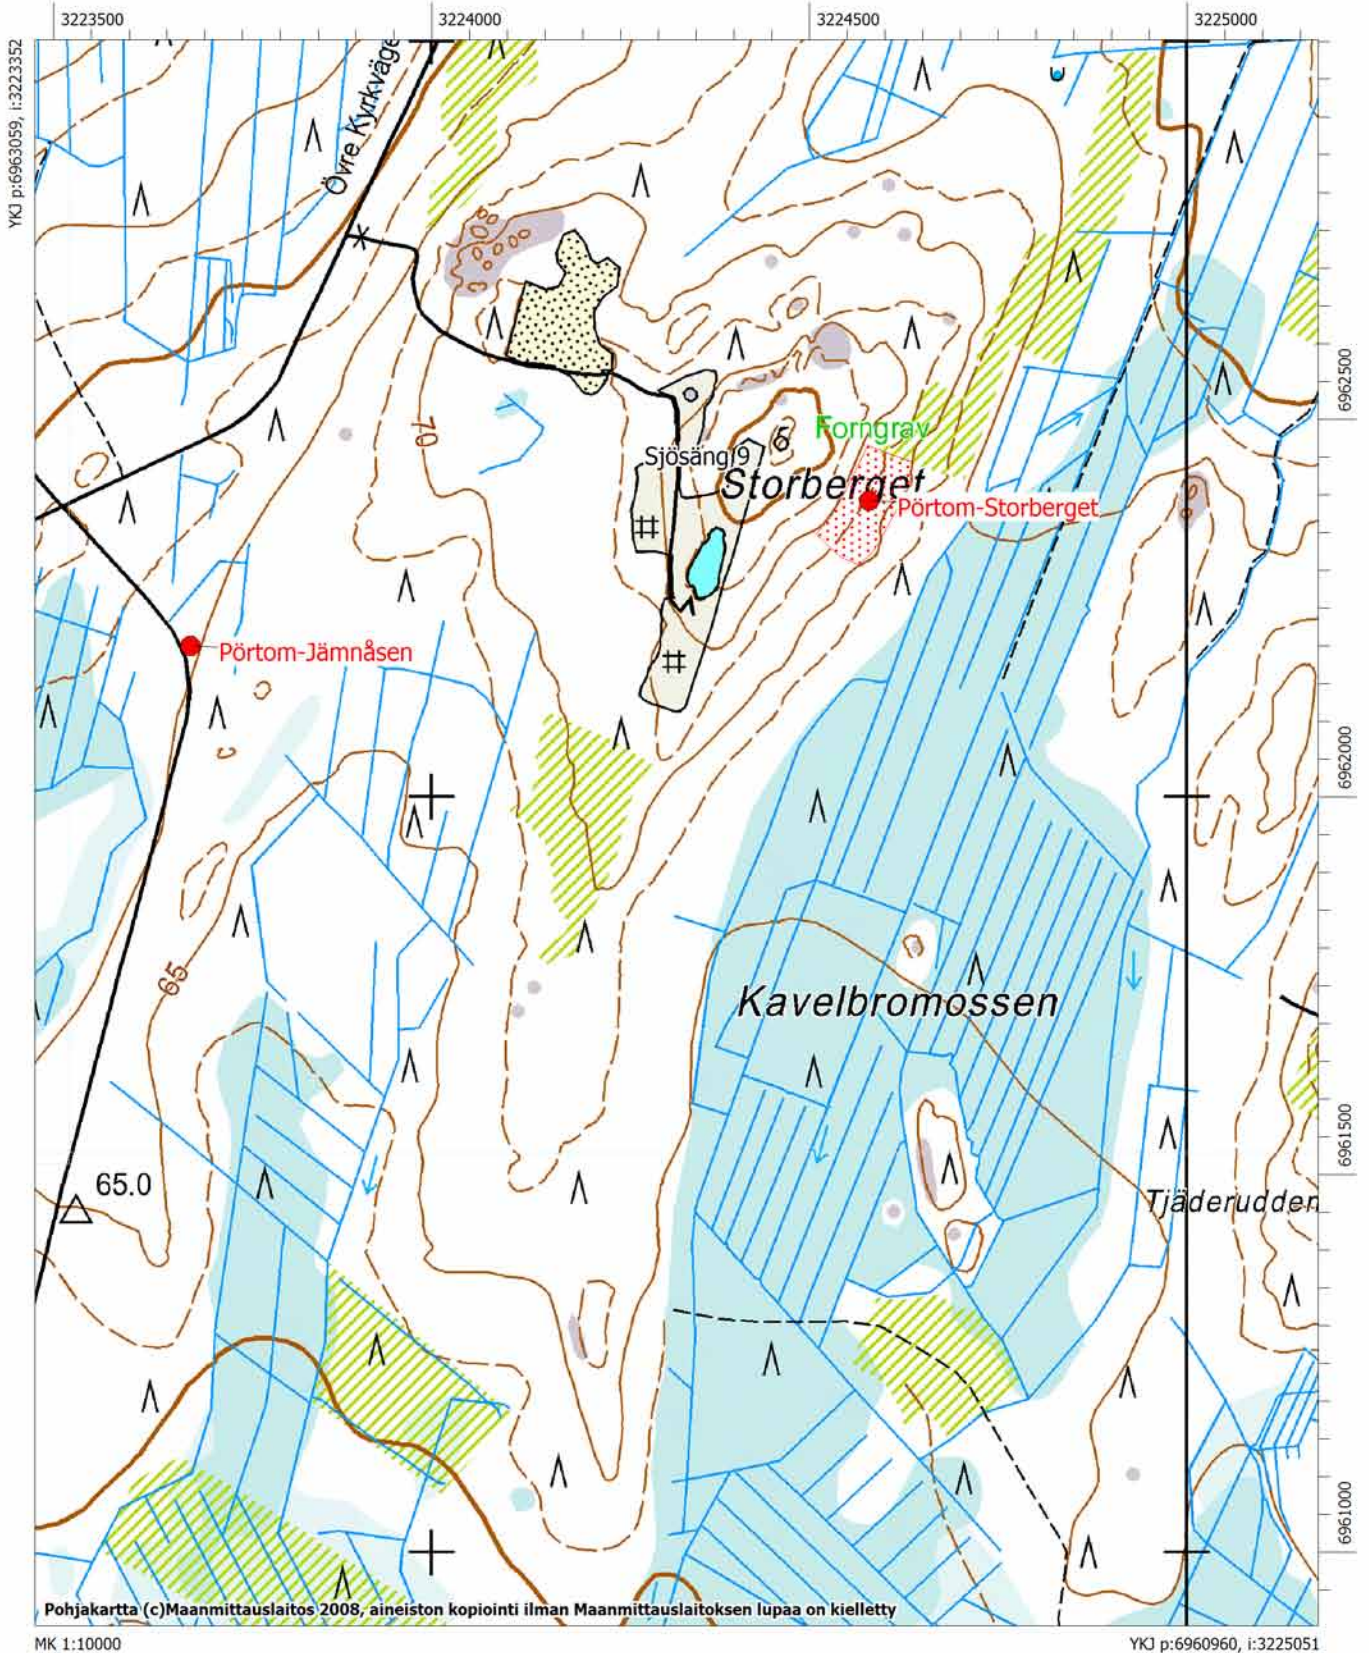 3223500
3224000
3224500
3225000
YKJ p:6963059, i:3223352
Övre Kyrkväge
6962500
70
Forngrav
Sjösäng 9
Storberget
Pörtom-Storberget
Pörtom-Jämnåsen
6962000
65
Kavelbromossen
6961500
65.0
Tjäderudden
6961000
Pohjakartta (c)Maanmittauslaitos 2008, aineiston kopiointi ilman Maanmittauslaitoksen lupaa on kielletty
MK 1:10000
YKJ p:6960960, i:3225051